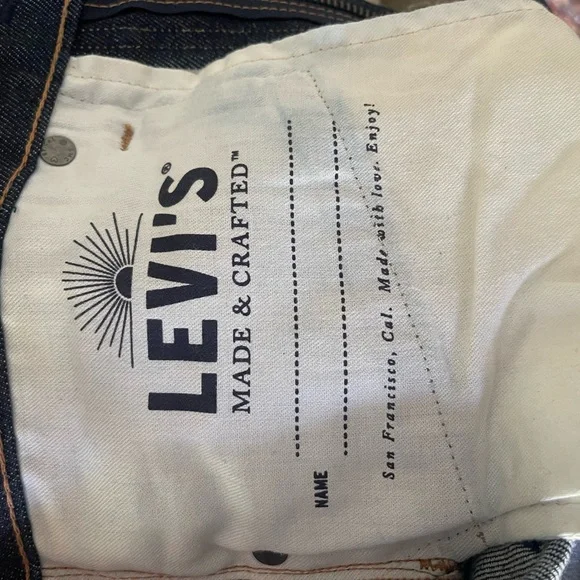 LEVI'S®
MADE & CRAFTED™
NAME
San Francisco, Cal. Made with love. Enjoy!